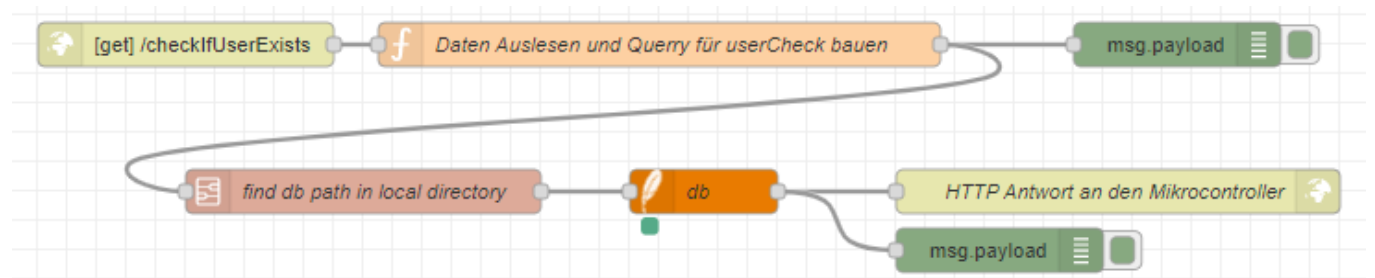 [get] /checkIfUserExists
Daten Auslesen und Querry für userCheck bauen
msg.payload
find db path in local directory
db
HTTP Antwort an den Mikrocontroller
msg.payload